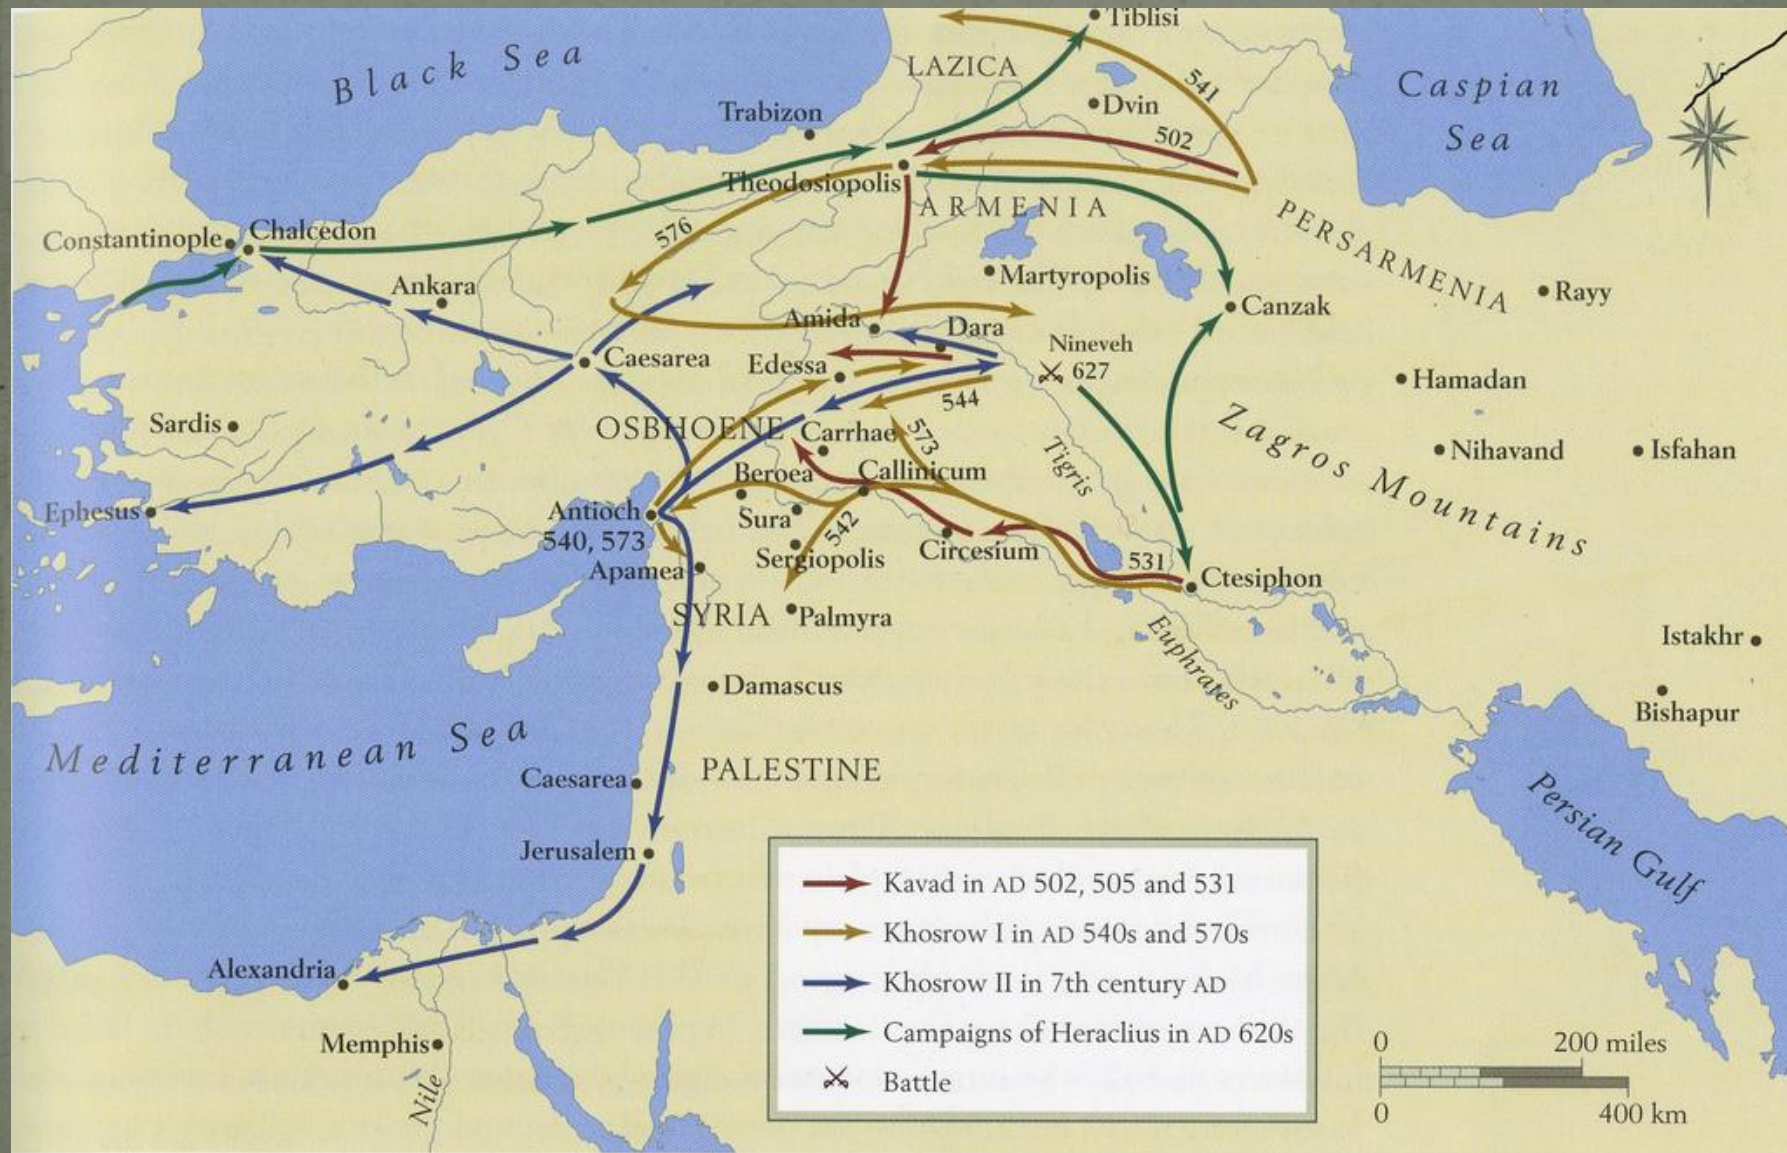 Black Sea
Tiblisi
LAZICA
541
Caspian
Sea
N
Trabizon
Dvin
502
Theodosiopolis
ARMENIA
PERSARMENIA
Constantinople
Chalcedon
576
Ankara
Martyropolis
Rayy
Canzak
Amida
Dara
Nineveh
627
Caesarea
Edessa
Hamadan
544
Sardis
OSBHOENE
Carrhae
573
Zagros Mountains
Nihavand
Isfahan
Tigris
Beroea
Callinicum
Ephesus
Antioch
540, 573
Sura
542
Sergiopolis
Circesium
531
Ctesiphon
Apamea
SYRIA
Palmyra
Euphrates
Istakhr
Damascus
Bishapur
Mediterranean Sea
Caesarea
PALESTINE
Persian Gulf
Jerusalem
Alexandria
Memphis
Nile
Kavad in AD 502, 505 and 531
Khosrow I in AD 540s and 570s
Khosrow II in 7th century AD
Campaigns of Heraclius in AD 620s
Battle
0 200 miles
0 400 km